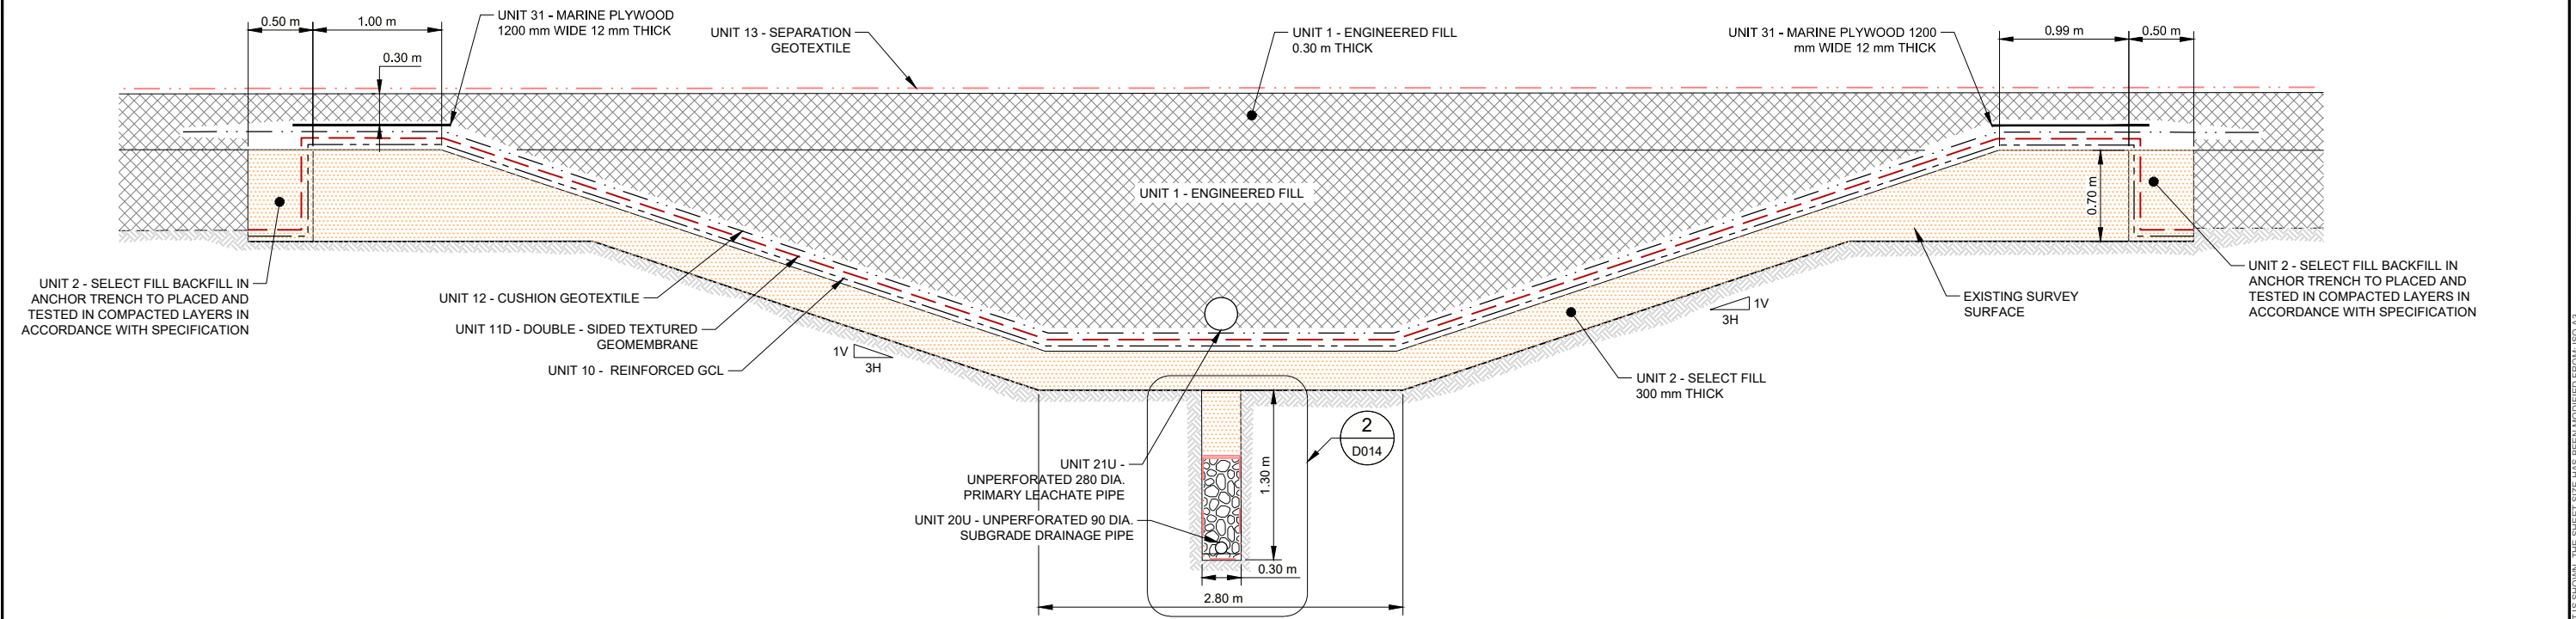 0.50 m
1.00 m
UNIT 31 - MARINE PLYWOOD
1200 mm WIDE 12 mm THICK
0.30 m
UNIT 13 - SEPARATION
GEOTEXTILE
UNIT 1 - ENGINEERED FILL
0.30 m THICK
UNIT 31 - MARINE PLYWOOD 1200
mm WIDE 12 mm THICK
0.99 m
0.50 m
UNIT 1 - ENGINEERED FILL
0.70 m
UNIT 2 - SELECT FILL BACKFILL IN
ANCHOR TRENCH TO PLACED AND
TESTED IN COMPACTED LAYERS IN
ACCORDANCE WITH SPECIFICATION
UNIT 12 - CUSHION GEOTEXTILE
UNIT 11D - DOUBLE - SIDED TEXTURED
GEOMEMBRANE
UNIT 10 - REINFORCED GCL
1V
3H
1V
3H
EXISTING SURVEY
SURFACE
UNIT 2 - SELECT FILL BACKFILL IN
ANCHOR TRENCH TO PLACED AND
TESTED IN COMPACTED LAYERS IN
ACCORDANCE WITH SPECIFICATION
UNIT 2 - SELECT FILL
300 mm THICK
2
D014
UNIT 21U -
UNPERFORATED 280 DIA.
PRIMARY LEACHATE PIPE
UNIT 20U - UNPERFORATED 90 DIA.
SUBGRADE DRAINAGE PIPE
1.30 m
0.30 m
2.80 m